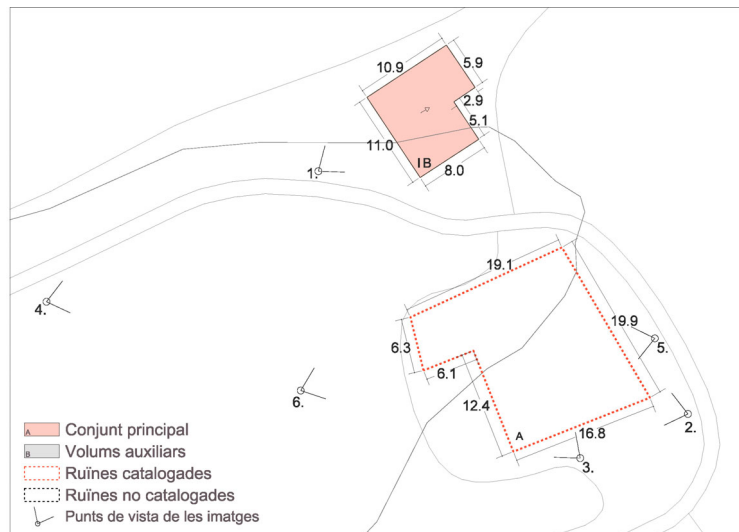 10.9
5.9
2.9
5.1
11.0
IB
8.0
1.
19.1
4.
6.3
19.9
5.
6.1
6.
12.4
A
16.8
2.
3.
A Conjunt principal
B Volums auxiliars
Ruïnes catalogades
Ruïnes no catalogades
Punts de vista de les imatges